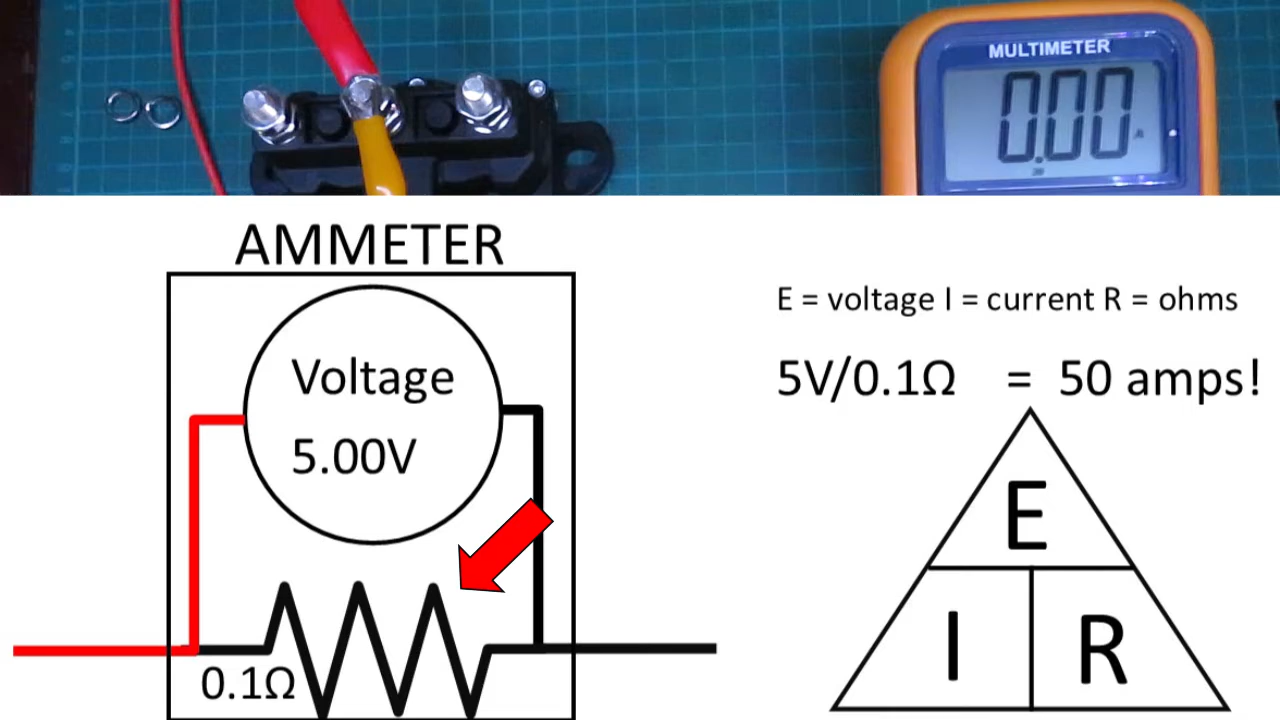 MULTIMETER
0.00
A
AMMETER
Voltage
5.00V
0.1Ω
E = voltage I = current R = ohms
5V/0.1Ω = 50 amps!
E
I
R